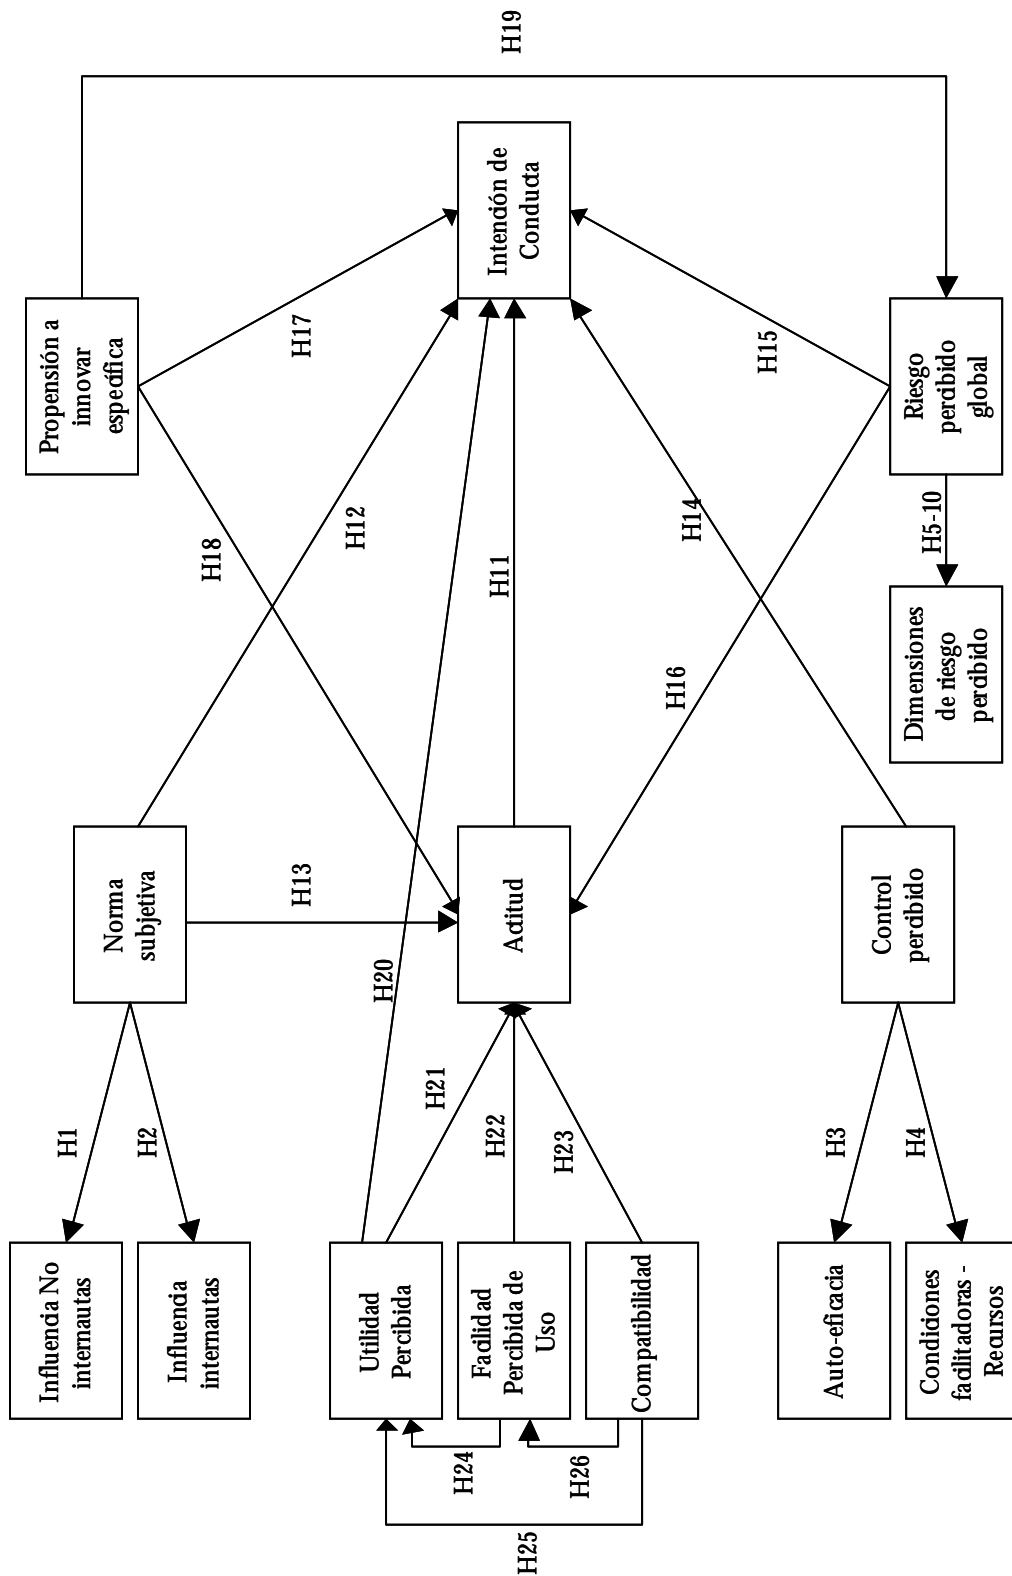 Influencia No
internautas
H1
Influencia
internautas
H2
Norma
subjetiva
Propensión a
innovar
específica
H18
H17
H12
H13
H19
Utilidad
Percibida
H20
H21
Facilidad
Percibida de
Uso
H22
Compatibilidad
H23
H24
H26
H25
Actitud
H11
Intención de
Conducta
H16
H14
H15
Auto-eficacia
H3
Condiciones
facilitadoras -
Recursos
H4
Control
percibido
Dimensiones
de riesgo
percibido
H5-10
Riesgo
percibido
global